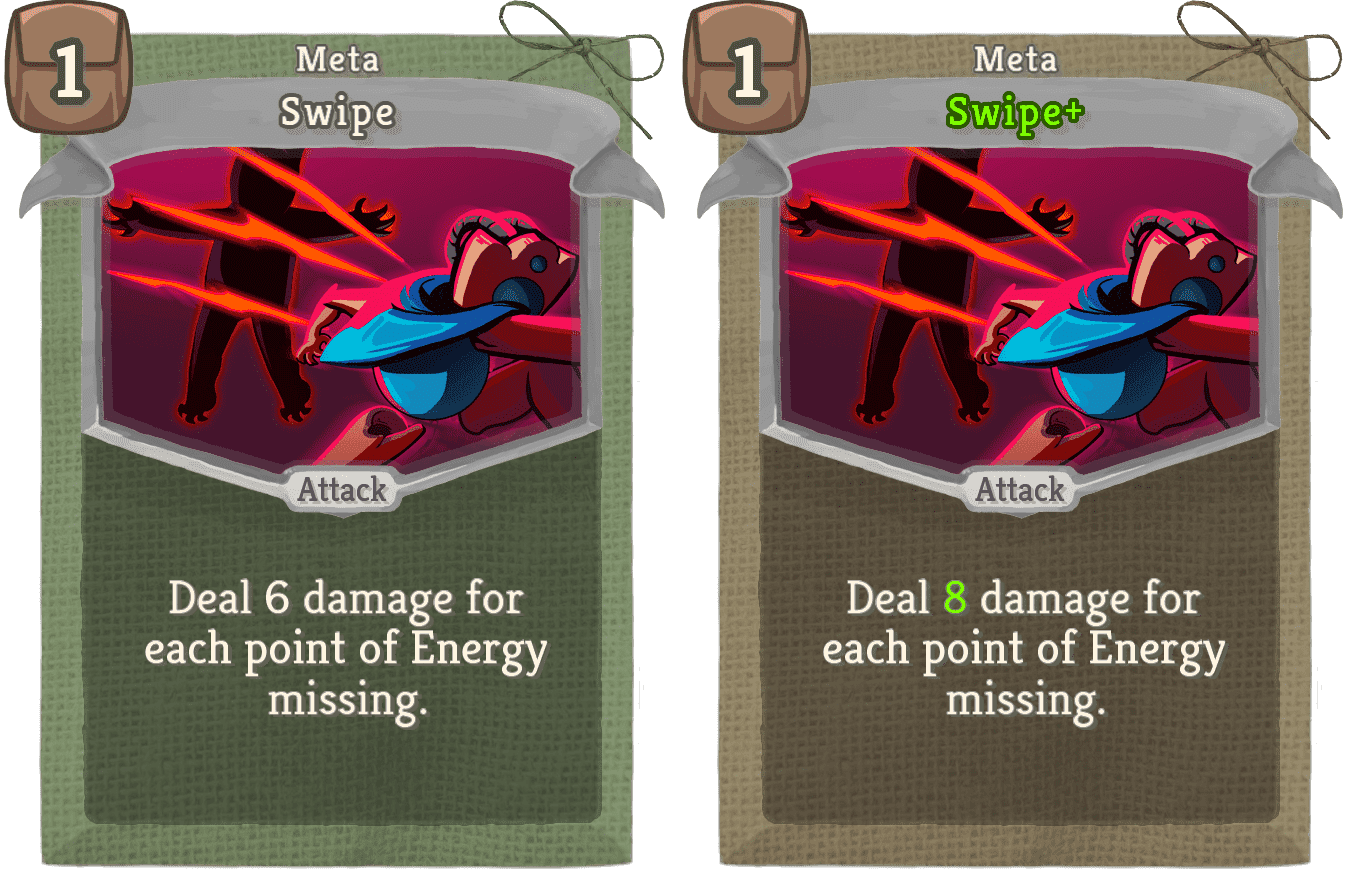 1
Meta
Swipe
Attack
Deal 6 damage for
each point of Energy
missing.
1
Meta
Swipe+
Attack
Deal 8 damage for
each point of Energy
missing.